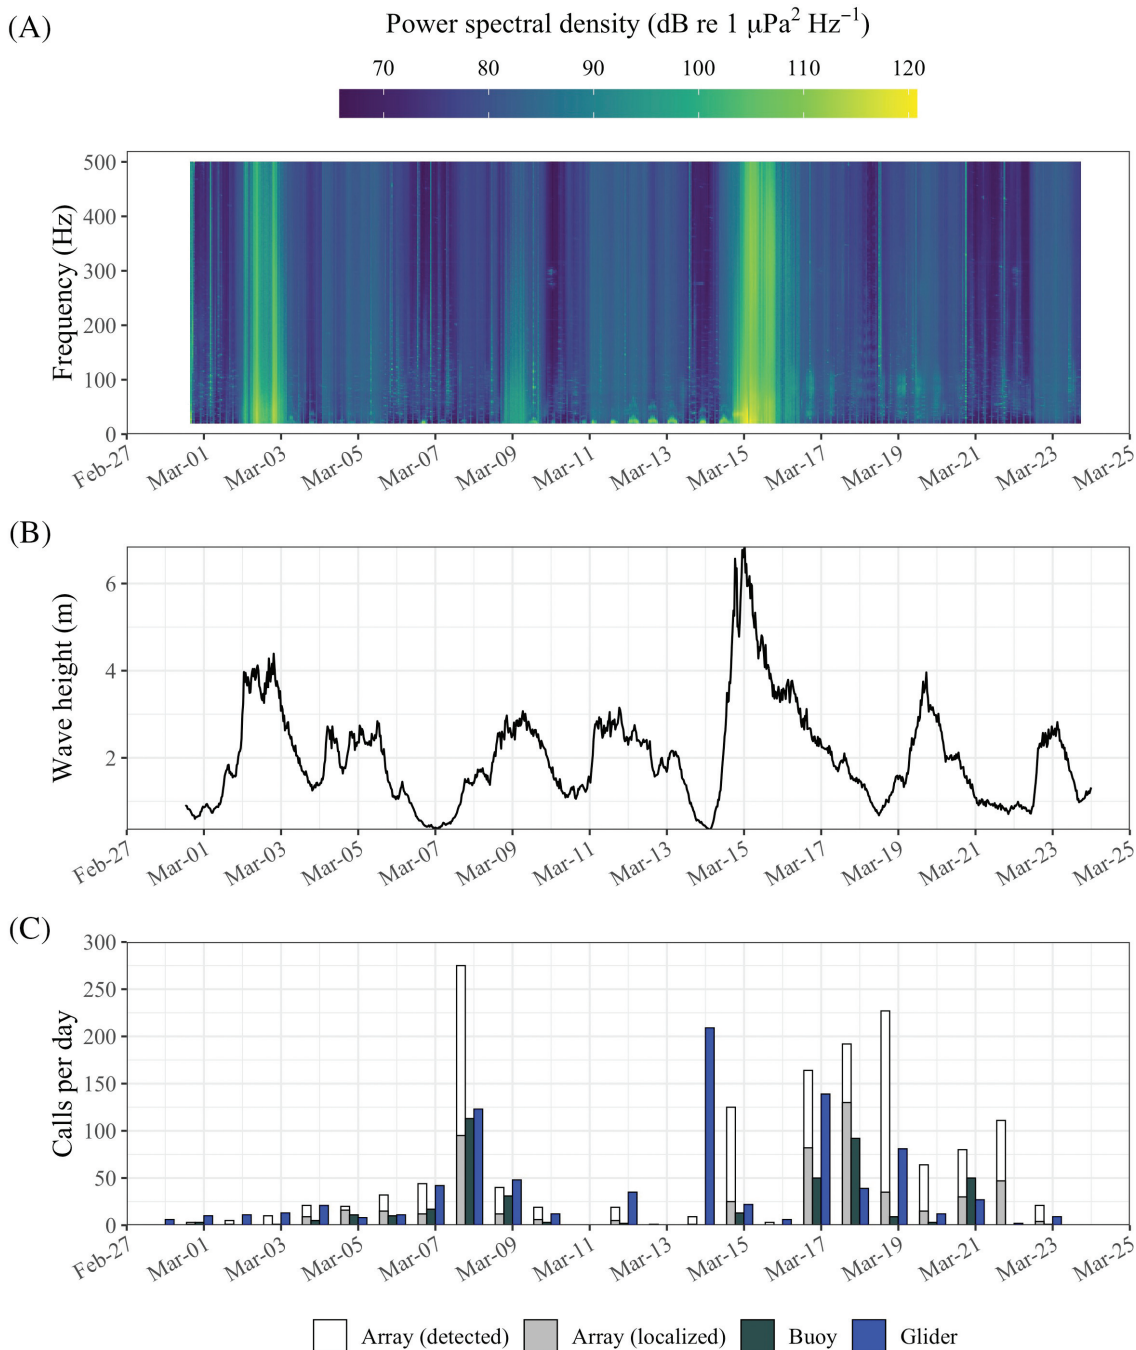 (A)
Power spectral density (dB re 1 μPa² Hz⁻¹)
70 80 90 100 110 120
Frequency (Hz)
500
400
300
200
100
0
Feb-27 Mar-01 Mar-03 Mar-05 Mar-07 Mar-09 Mar-11 Mar-13 Mar-15 Mar-17 Mar-19 Mar-21 Mar-23 Mar-25
(B)
Wave height (m)
6
4
2
Feb-27 Mar-01 Mar-03 Mar-05 Mar-07 Mar-09 Mar-11 Mar-13 Mar-15 Mar-17 Mar-19 Mar-21 Mar-23 Mar-25
(C)
Calls per day
300
250
200
150
100
50
0
Feb-27 Mar-01 Mar-03 Mar-05 Mar-07 Mar-09 Mar-11 Mar-13 Mar-15 Mar-17 Mar-19 Mar-21 Mar-23 Mar-25
Array (detected) Array (localized) Buoy Glider